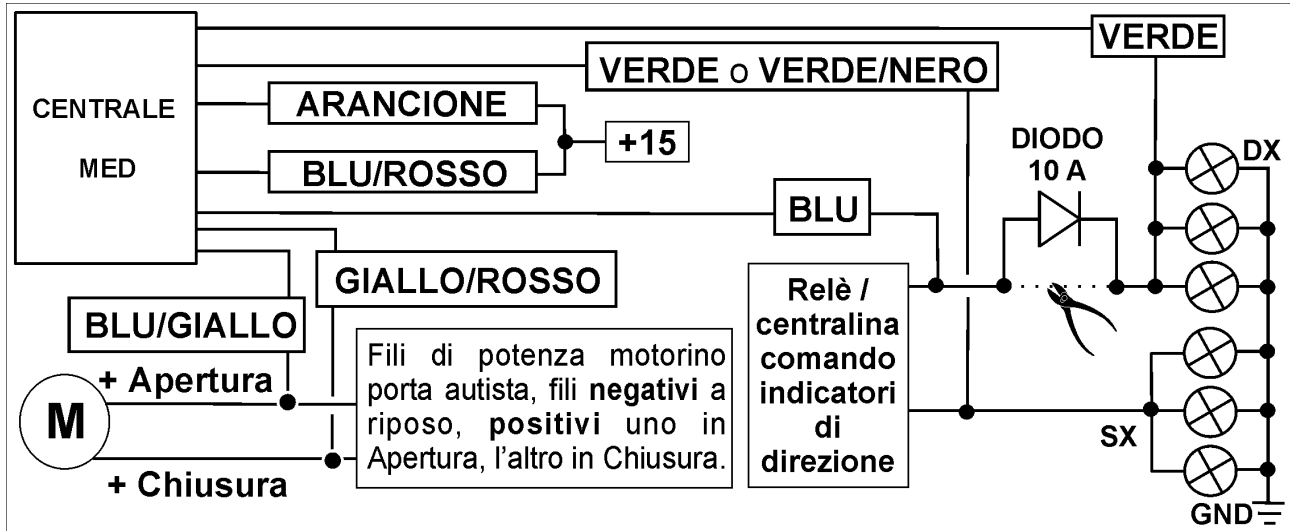 VERDE
VERDE o VERDE/NERO
CENTRALE
MED
ARANCIONE
+15
BLU/ROSSO
DIODO
10 A
DX
BLU
GIALLO/ROSSO
BLU/GIALLO
+ Apertura
M
+ Chiusura
Fili di potenza motorino
porta autista, fili negativi a
riposo, positivi uno in
Apertura, l'altro in Chiusura.
Relè /
centralina
comando
indicatori
di
direzione
SX
GND